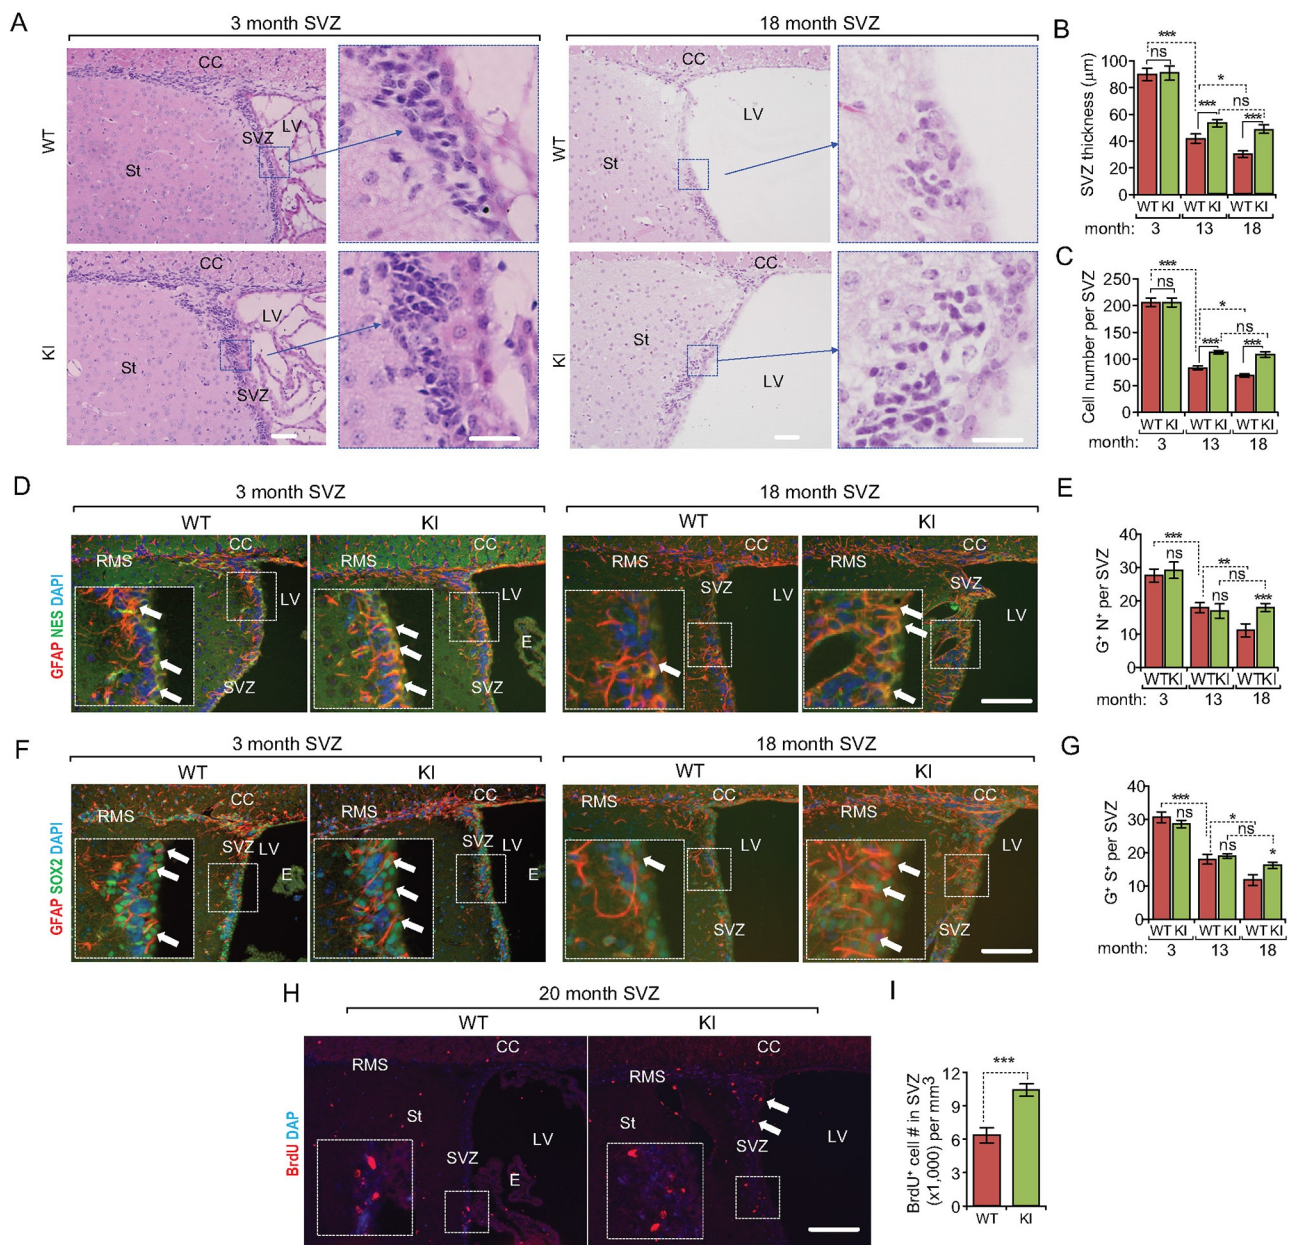 A
3 month SVZ
18 month SVZ
WT
CC
LV
SVZ
St
CC
LV
St
WT
KI
CC
LV
St
SVZ
CC
St
LV
KI
B
SVZ thickness (μm)
120
100
80
60
40
20
0
***
ns
*
***
ns
***
WT KI WT KI WT KI
month: 3 13 18
C
Cell number per SVZ
250
200
150
100
50
0
***
ns
*
***
ns
***
WT KI WT KI WT KI
month: 3 13 18
D
3 month SVZ
18 month SVZ
WT
KI
WT
KI
GFAP NES DAPI
RMS
CC
LV
SVZ
RMS
CC
LV
E
SVZ
RMS
CC
SVZ
LV
RMS
CC
SVZ
LV
E
G⁺ N⁺ per SVZ
40
30
20
10
0
***
ns
**
ns
ns
***
WTKI WTKI WTKI
month: 3 13 18
F
3 month SVZ
18 month SVZ
WT
KI
WT
KI
GFAP SOX2 DAPI
RMS
CC
SVZ LV
E
RMS
CC
SVZ
LV
E
RMS
CC
LV
SVZ
RMS
CC
LV
SVZ
G
G⁺ S⁺ per SVZ
40
30
20
10
0
***
ns
*
ns
ns
*
WT KI WT KI WT KI
month: 3 13 18
H
20 month SVZ
WT
KI
BrdU DAP
RMS
CC
St
LV
SVZ
E
RMS
CC
St
SVZ
LV
I
BrdU⁺ cell # in SVZ
(x1,000) per mm³
12
9
6
3
0
***
WT KI